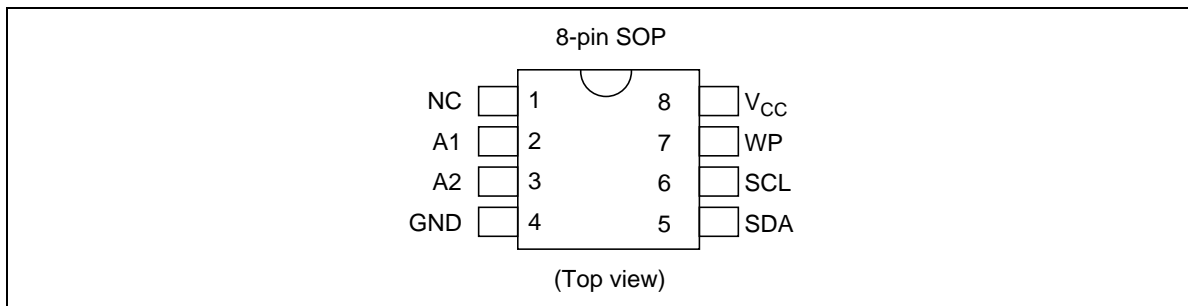 8-pin SOP
NC 1 8 VCC
A1 2 7 WP
A2 3 6 SCL
GND 4 5 SDA
(Top view)